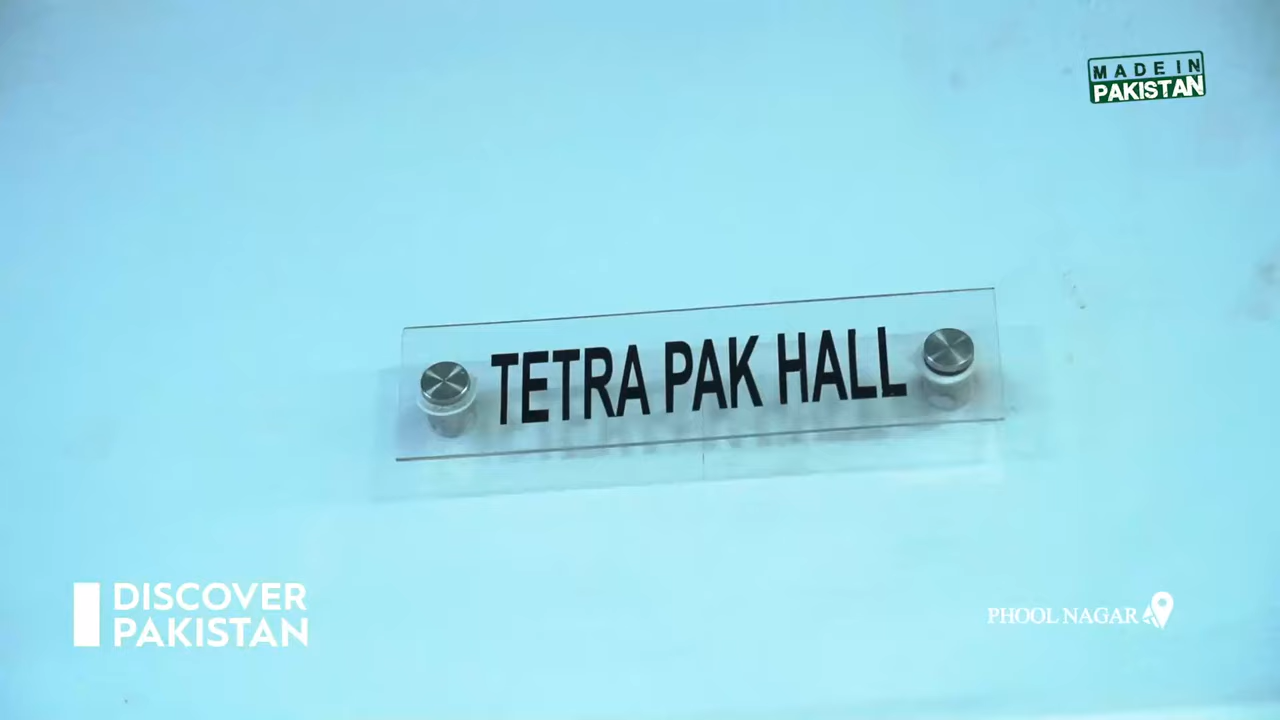 MADE IN
PAKISTAN
TETRA PAK HALL
DISCOVER
PAKISTAN
PHOOL NAGAR